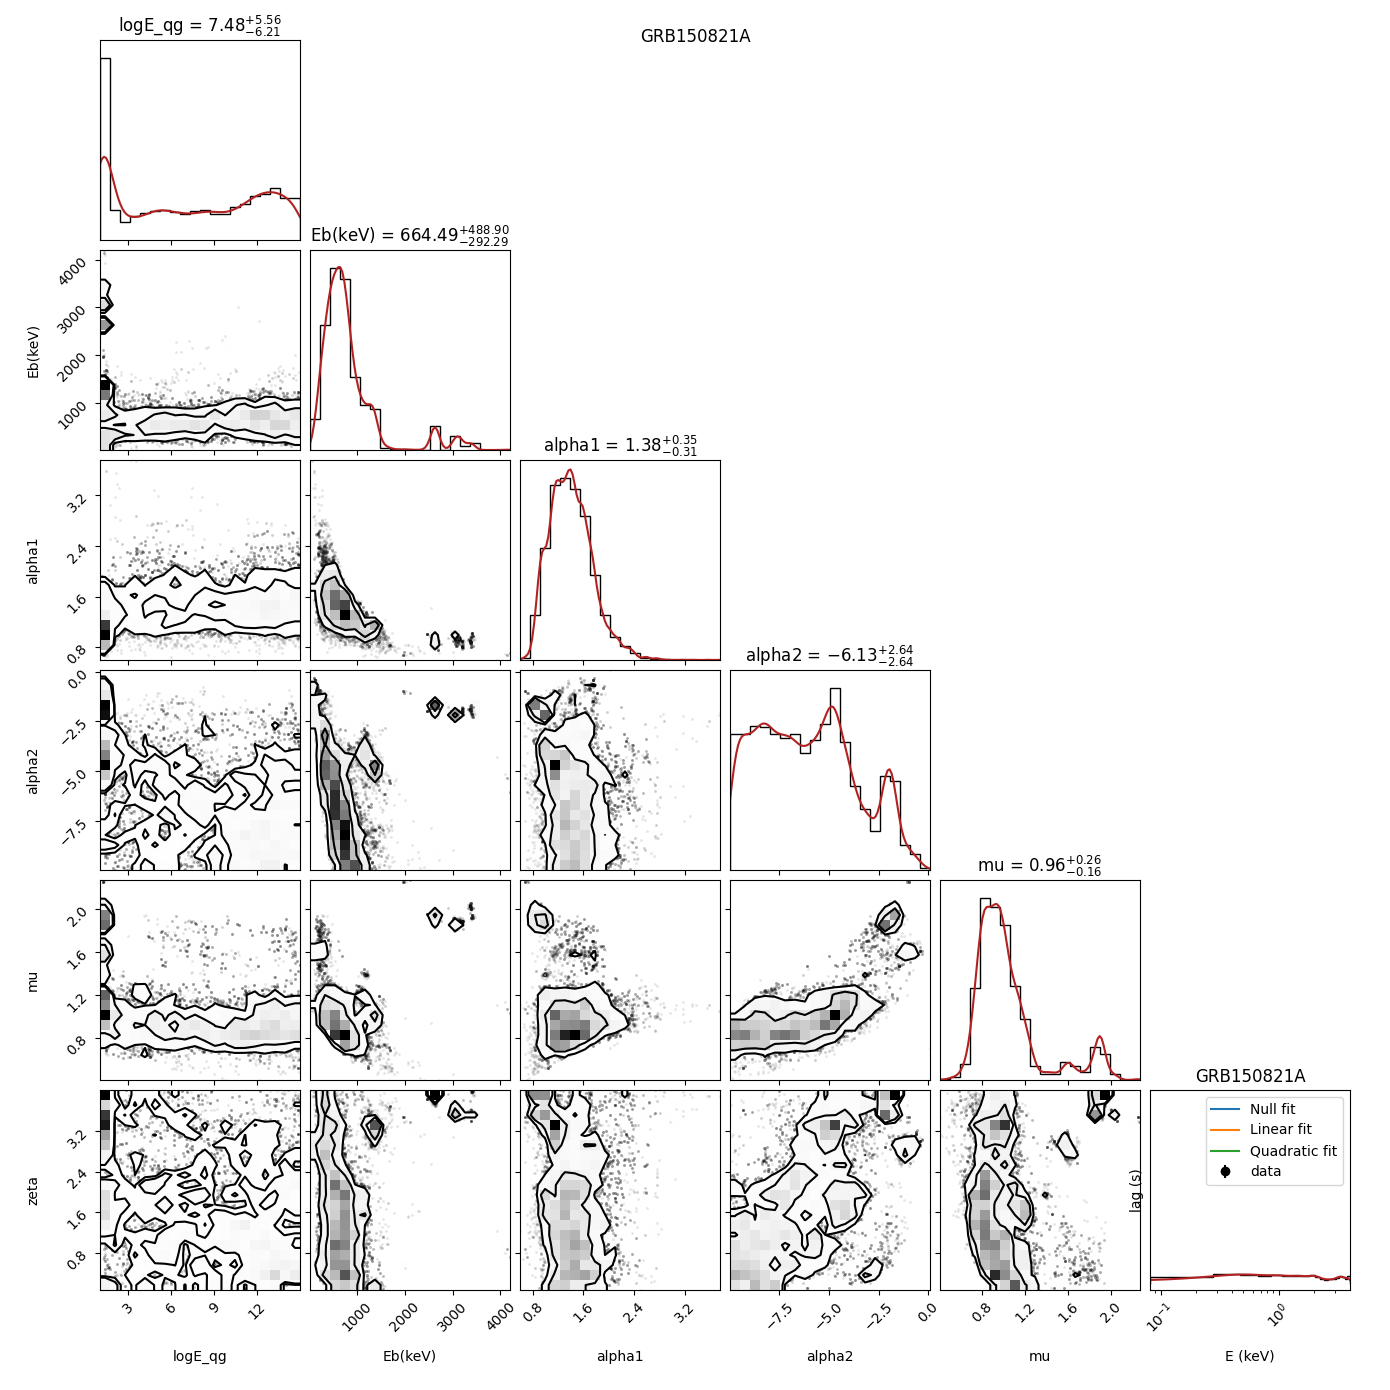 logE_qg = 7.48 +5.56 −6.21
GRB150821A
Eb(keV) = 664.49 +488.90 −292.29
4000
3000
2000
1000
Eb(keV)
alpha1 = 1.38 +0.35 −0.31
3.2
2.4
1.6
0.8
alpha1
alpha2 = −6.13 +2.64 −2.64
0.0
−2.5
−5.0
−7.5
alpha2
mu = 0.96 +0.26 −0.16
2.0
1.6
1.2
0.8
mu
GRB150821A
Null fit
Linear fit
Quadratic fit
data
lag (s)
3.2
2.4
1.6
0.8
zeta
3 6 9 12
1000 2000 3000 4000
0.8 1.6 2.4 3.2
−7.5 −5.0 −2.5 0.0
0.8 1.2 1.6 2.0
10−1 100
logE_qg
Eb(keV)
alpha1
alpha2
mu
E (keV)